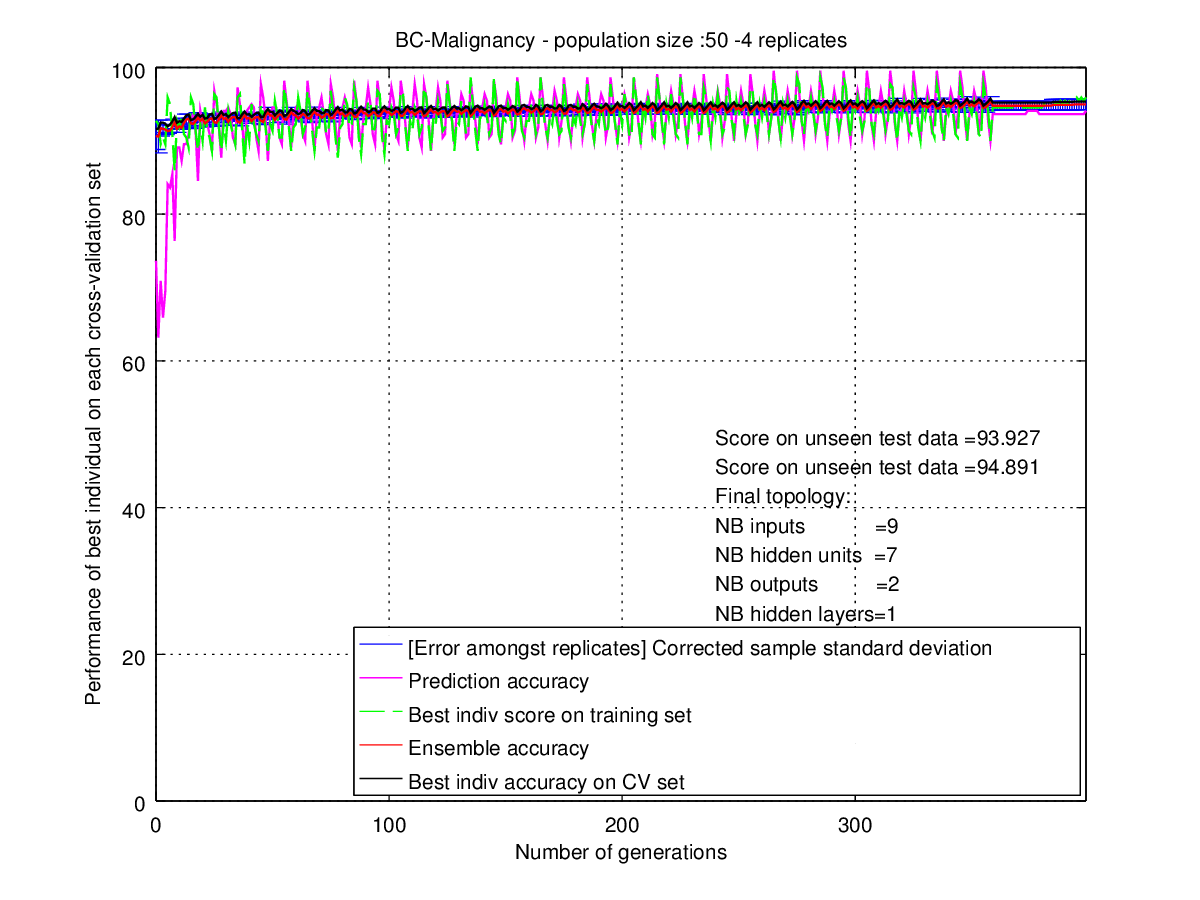 BC-Malignancy - population size :50 -4 replicates
100
80
60
40
20
0
Performance of best individual on each cross-validation set
Score on unseen test data =93.927
Score on unseen test data =94.891
Final topology:
NB inputs =9
NB hidden units =7
NB outputs =2
NB hidden layers=1
[Error amongst replicates] Corrected sample standard deviation
Prediction accuracy
Best indiv score on training set
Ensemble accuracy
Best indiv accuracy on CV set
0 100 200 300
Number of generations